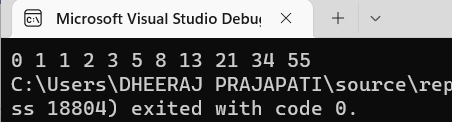 Microsoft Visual Studio Debu
0 1 1 2 3 5 8 13 21 34 55
C:\Users\DHEERAJ PRAJAPATI\source\rep
ss 18804) exited with code 0.